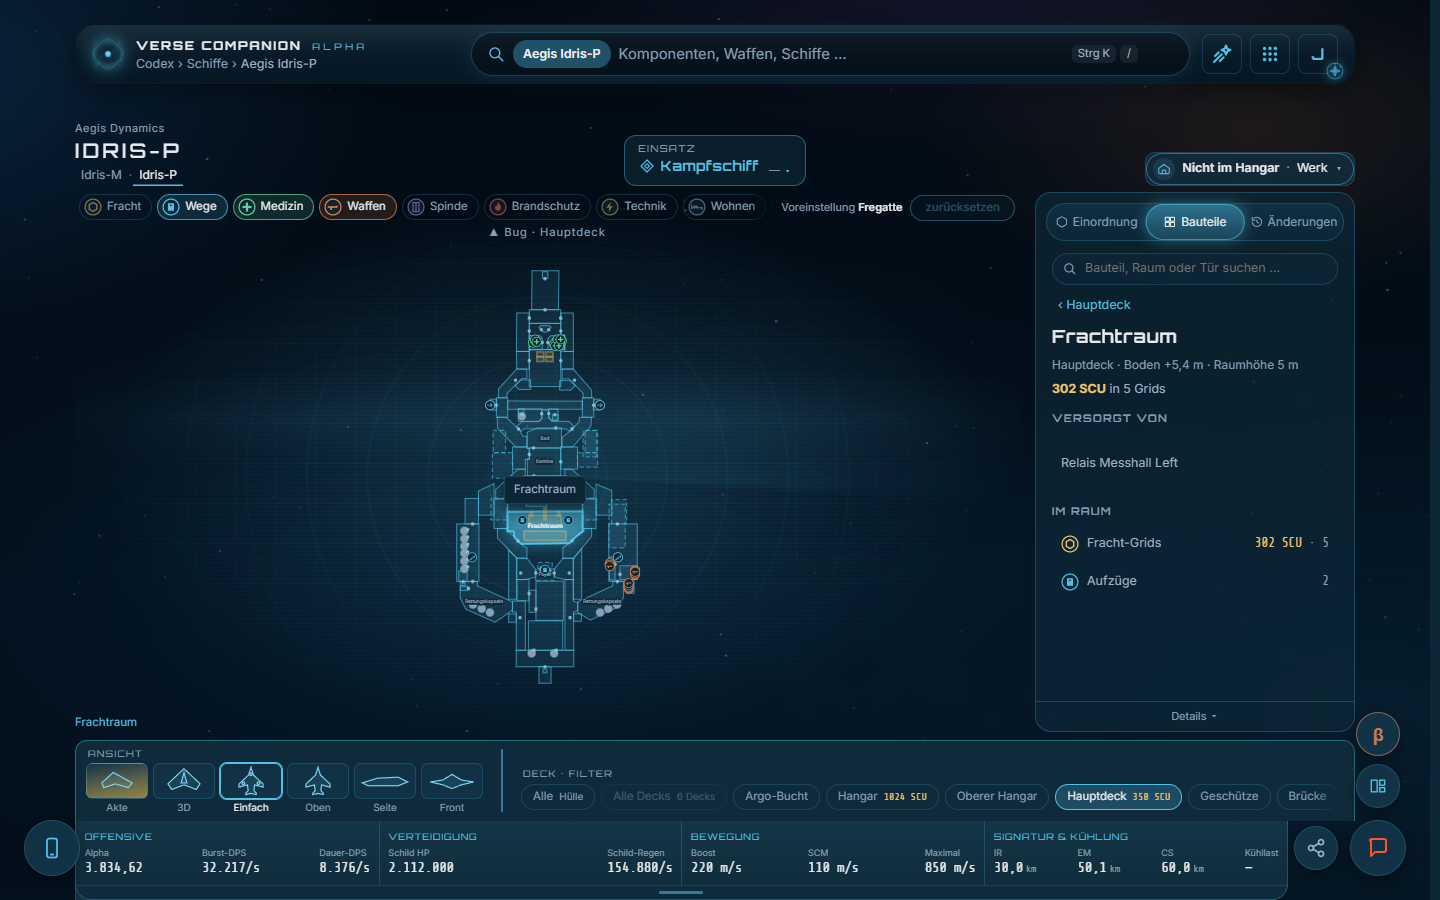 VERSE COMPANION ALPHA
Codex › Schiffe › Aegis Idris-P
Aegis Idris-P Komponenten, Waffen, Schiffe ... Strg K /
Aegis Dynamics
IDRIS-P
Idris-M · Idris-P
EINSATZ
Kampfschiff
Nicht im Hangar · Werk
Fracht Wege Medizin Waffen Spinde Brandschutz Technik Wohnen Voreinstellung Fregatte zurücksetzen
▲ Bug · Hauptdeck
Einordnung Bauteile Änderungen
Bauteil, Raum oder Tür suchen ...
‹ Hauptdeck
Frachtraum
Hauptdeck · Boden +5,4 m · Raumhöhe 5 m
302 SCU in 5 Grids
VERSORGT VON
Relais Messhall Left
IM RAUM
Fracht-Grids 302 SCU · 5
Aufzüge 2
Details
Bad
Kantine
Frachtraum
Frachtraum
Rettungskapseln Rettungskapseln
Frachtraum
ANSICHT
Akte 3D Einfach Oben Seite Front
DECK · FILTER
Alle Hülle Alle Decks 6 Decks Argo-Bucht Hangar 1024 SCU Oberer Hangar Hauptdeck 350 SCU Geschütze Brücke
β
OFFENSIVE
Alpha Burst-DPS Dauer-DPS
3.834,62 32.217/s 8.376/s
VERTEIDIGUNG
Schild HP Schild-Regen
2.112.000 154.880/s
BEWEGUNG
Boost SCM Maximal
220 m/s 110 m/s 850 m/s
SIGNATUR & KÜHLUNG
IR EM CS Kühllast
30,0 km 50,1 km 60,0 km –